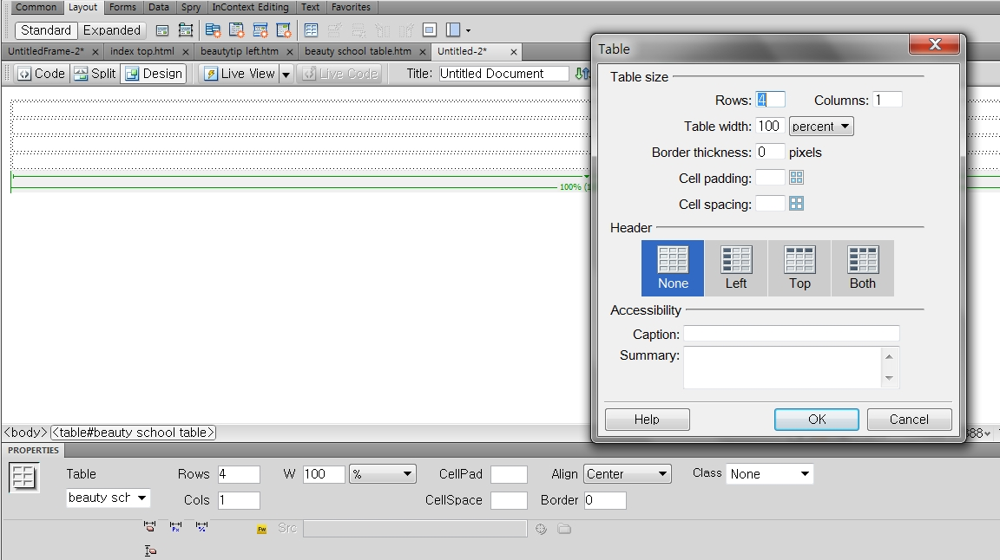 Common Layout Forms Data Spry InContext Editing Text Favorites
Standard Expanded
UntitledFrame-2* × index top.html × beautytip left.htm × beauty school table.htm × Untitled-2* ×
Code Split Design Live View Live Code Title: Untitled Document
100%
<body> <table#beauty school table>
PROPERTIES
Table Rows 4 W 100 % CellPad Align Center Class None
beauty sch Cols 1 CellSpace Border 0
Fw Src
Table
Table size
Rows: 4 Columns: 1
Table width: 100 percent
Border thickness: 0 pixels
Cell padding:
Cell spacing:
Header
None Left Top Both
Accessibility
Caption:
Summary:
Help OK Cancel